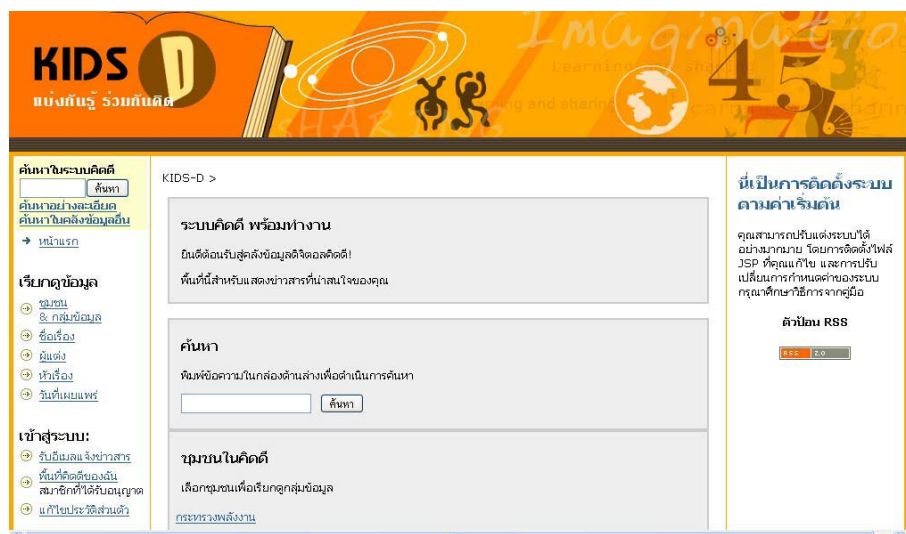 Imaginatio
KIDS D
แบ่งกันรู้ ร่วมกันคิด
SHARING
45
ค้นหาในระบบคิดดี
ค้นหา
ค้นหาอย่างละเอียด
ค้นหาในคลังข้อมูลอื่น
หน้าแรก
เรียกดูข้อมูล
ชุมชน
& กลุ่มข้อมูล
ชื่อเรื่อง
ผู้แต่ง
หัวเรื่อง
วันที่เผยแพร่
เข้าสู่ระบบ:
รับอีเมลแจ้งข่าวสาร
พื้นที่คิดดีของฉัน
สมาชิกที่ได้รับอนุญาต
แก้ไขประวัติส่วนตัว
KIDS-D >
ระบบคิดดี พร้อมทำงาน
ยินดีต้อนรับสู่คลังข้อมูลดิจิตอลคิดดี!
พื้นที่นี้สำหรับแสดงข่าวสารที่น่าสนใจของคุณ
ค้นหา
พิมพ์ข้อความในกล่องด้านล่างเพื่อดำเนินการค้นหา
ค้นหา
ชุมชนในคิดดี
เลือกชุมชนเพื่อเรียกดูกลุ่มข้อมูล
กระทรวงพลังงาน
นี่เป็นการติดตั้งระบบ
ตามค่าเริ่มต้น
คุณสามารถปรับแต่งระบบได้
อย่างมากมาย โดยการติดตั้งไฟล์
JSP ที่คุณแก้ไข และการปรับ
เปลี่ยนการกำหนดค่าของระบบ
กรุณาศึกษาวิธีการจากคู่มือ
ตัวป้อน RSS
RSS 2.0